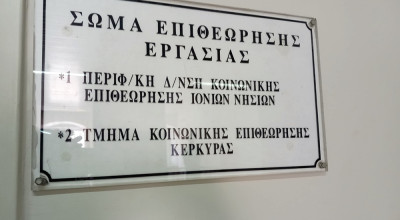 ΣΩΜΑ ΕΠΙΘΕΩΡΗΣΗΣ
ΕΡΓΑΣΙΑΣ
*1 ΠΕΡΙΦ/ΚΗ Δ/ΝΣΗ ΚΟΙΝΩΝΙΚΗΣ
ΕΠΙΘΕΩΡΗΣΗΣ ΙΟΝΙΩΝ ΝΗΣΙΩΝ
*2 ΤΜΗΜΑ ΚΟΙΝΩΝΙΚΗΣ ΕΠΙΘΕΩΡΗΣΗΣ
ΚΕΡΚΥΡΑΣ